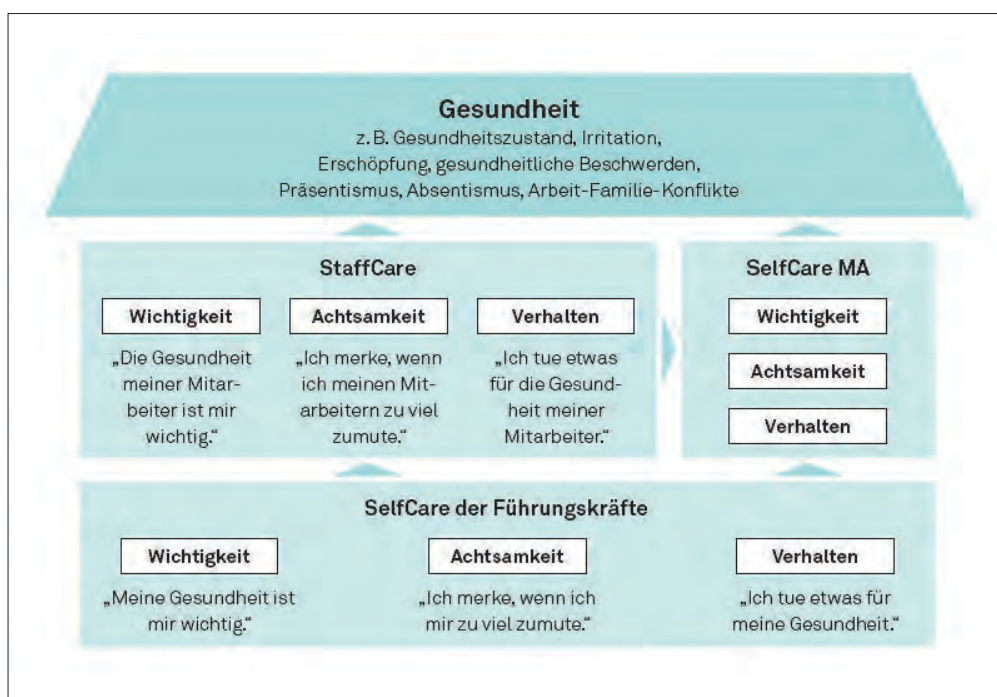 Gesundheit
z. B. Gesundheitszustand, Irritation,
Erschöpfung, gesundheitliche Beschwerden,
Präsentismus, Absentismus, Arbeit-Familie-Konflikte
StaffCare
Wichtigkeit
„Die Gesundheit
meiner Mitar-
beiter ist mir
wichtig.“
Achtsamkeit
„Ich merke, wenn
ich meinen Mit-
arbeitern zu viel
zumute.“
Verhalten
„Ich tue etwas
für die Gesund-
heit meiner
Mitarbeiter.“
SelfCare MA
Wichtigkeit
Achtsamkeit
Verhalten
SelfCare der Führungskräfte
Wichtigkeit
„Meine Gesundheit ist
mir wichtig.“
Achtsamkeit
„Ich merke, wenn ich
mir zu viel zumute.“
Verhalten
„Ich tue etwas für
meine Gesundheit.“